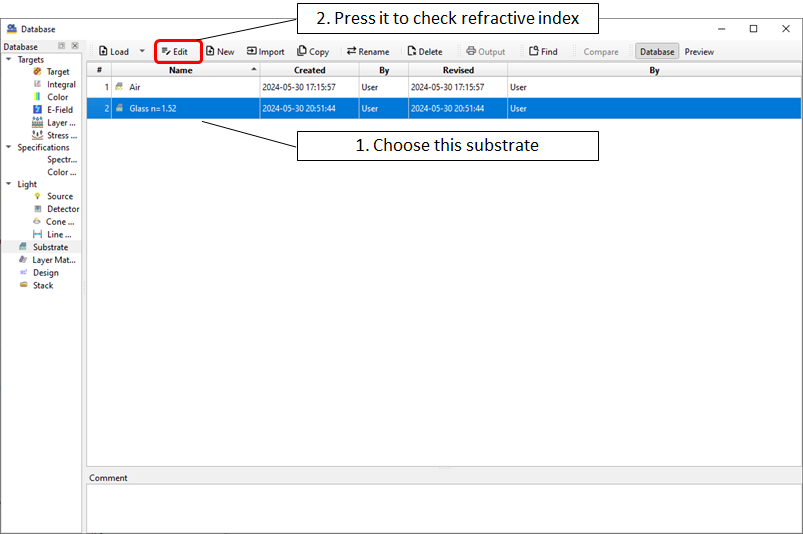 2. Press it to check refractive index
Database
Database
Load Edit New Import Copy Rename Delete Output Find Compare Database Preview
# Name Created By Revised By
1 Air 2024-05-30 17:15:57 User 2024-05-30 17:15:57 User
2 Glass n=1.52 2024-05-30 20:51:44 User 2024-05-30 20:51:44 User
1. Choose this substrate
Targets
Target
Integral
Color
E-Field
Layer ...
Stress ...
Specifications
Spectr...
Color ...
Light
Source
Detector
Cone ...
Line ...
Substrate
Layer Mat...
Design
Stack
Comment